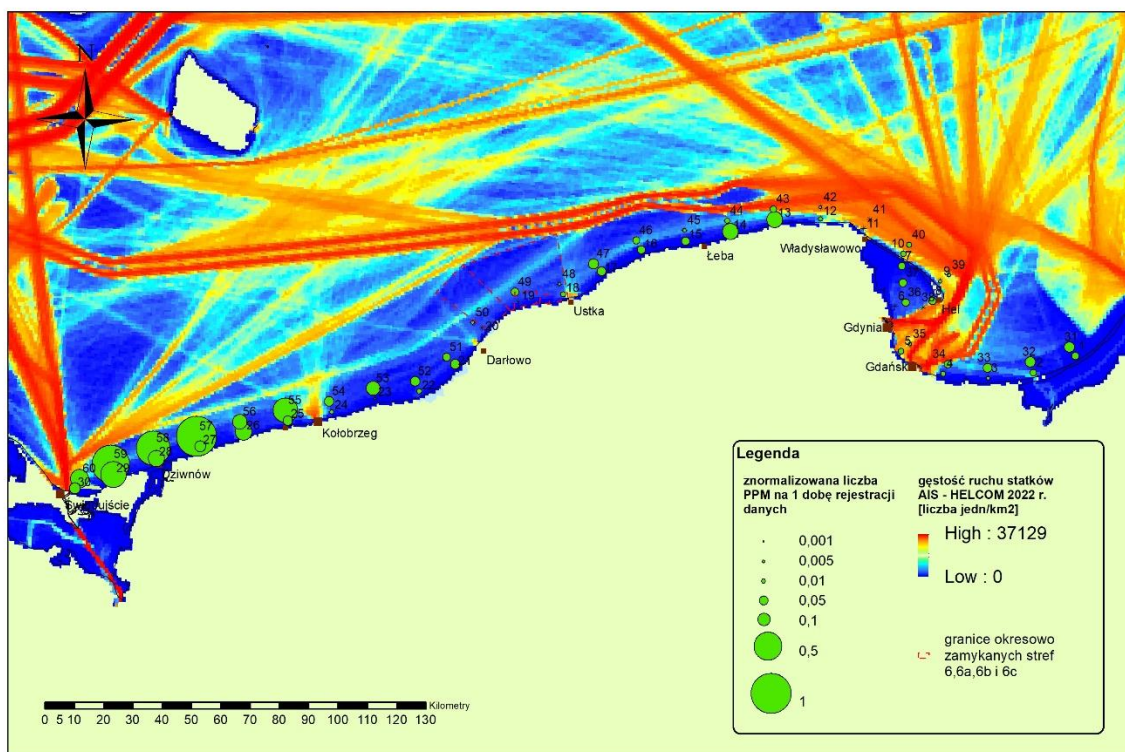 N
43
42
41
44
13
12
11
45
14
46
15
Władysławowo
40
10
16
Łeba
7
47
9
39
48
49
18
36
38
19
6
Hel
Ustka
50
20
Gdynia
35
5
Darłowo
31
51
34
33
32
Gdańsk
52
53
22
54
23
55
24
56
25
Kołobrzeg
57
26
58
27
59
28
60
29
Dziwnów
30
Świnoujście
Kilometry
0 5 10 20 30 40 50 60 70 80 90 100 110 120 130
Legenda
znormalizowana liczba
PPM na 1 dobę rejestracji
danych
0,001
0,005
0,01
0,05
0,1
0,5
1
gęstość ruchu statków
AIS - HELCOM 2022 r.
[liczba jedn/km2]
High : 37129
Low : 0
granice okresowo
zamykanych stref
6,6a,6b i 6c